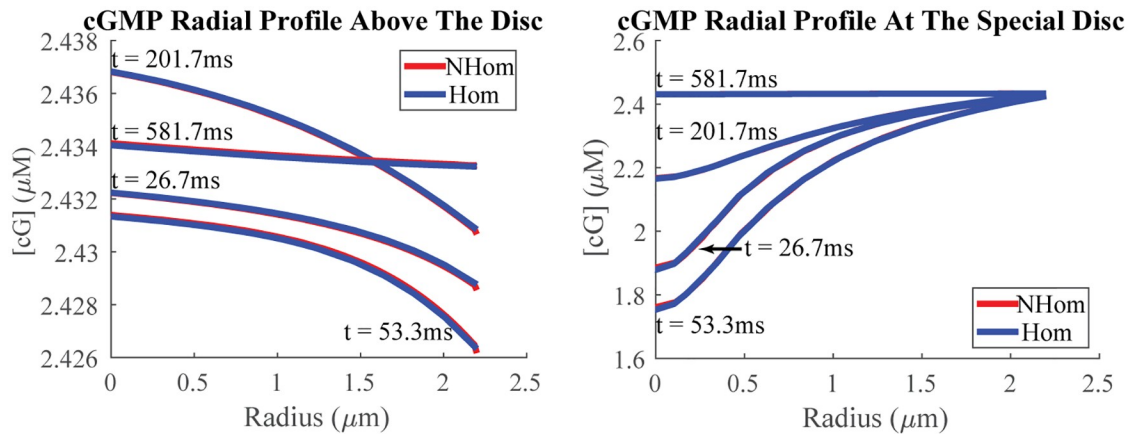 cGMP Radial Profile Above The Disc
2.438
2.436
2.434
2.432
2.43
2.428
2.426
[cG] (μM)
t = 201.7ms
t = 581.7ms
t = 26.7ms
t = 53.3ms
NHom
Hom
0
0.5
1
1.5
2
2.5
Radius (μm)
cGMP Radial Profile At The Special Disc
2.6
2.4
2.2
2
1.8
1.6
[cG] (μM)
t = 581.7ms
t = 201.7ms
t = 26.7ms
t = 53.3ms
NHom
Hom
0
0.5
1
1.5
2
2.5
Radius (μm)